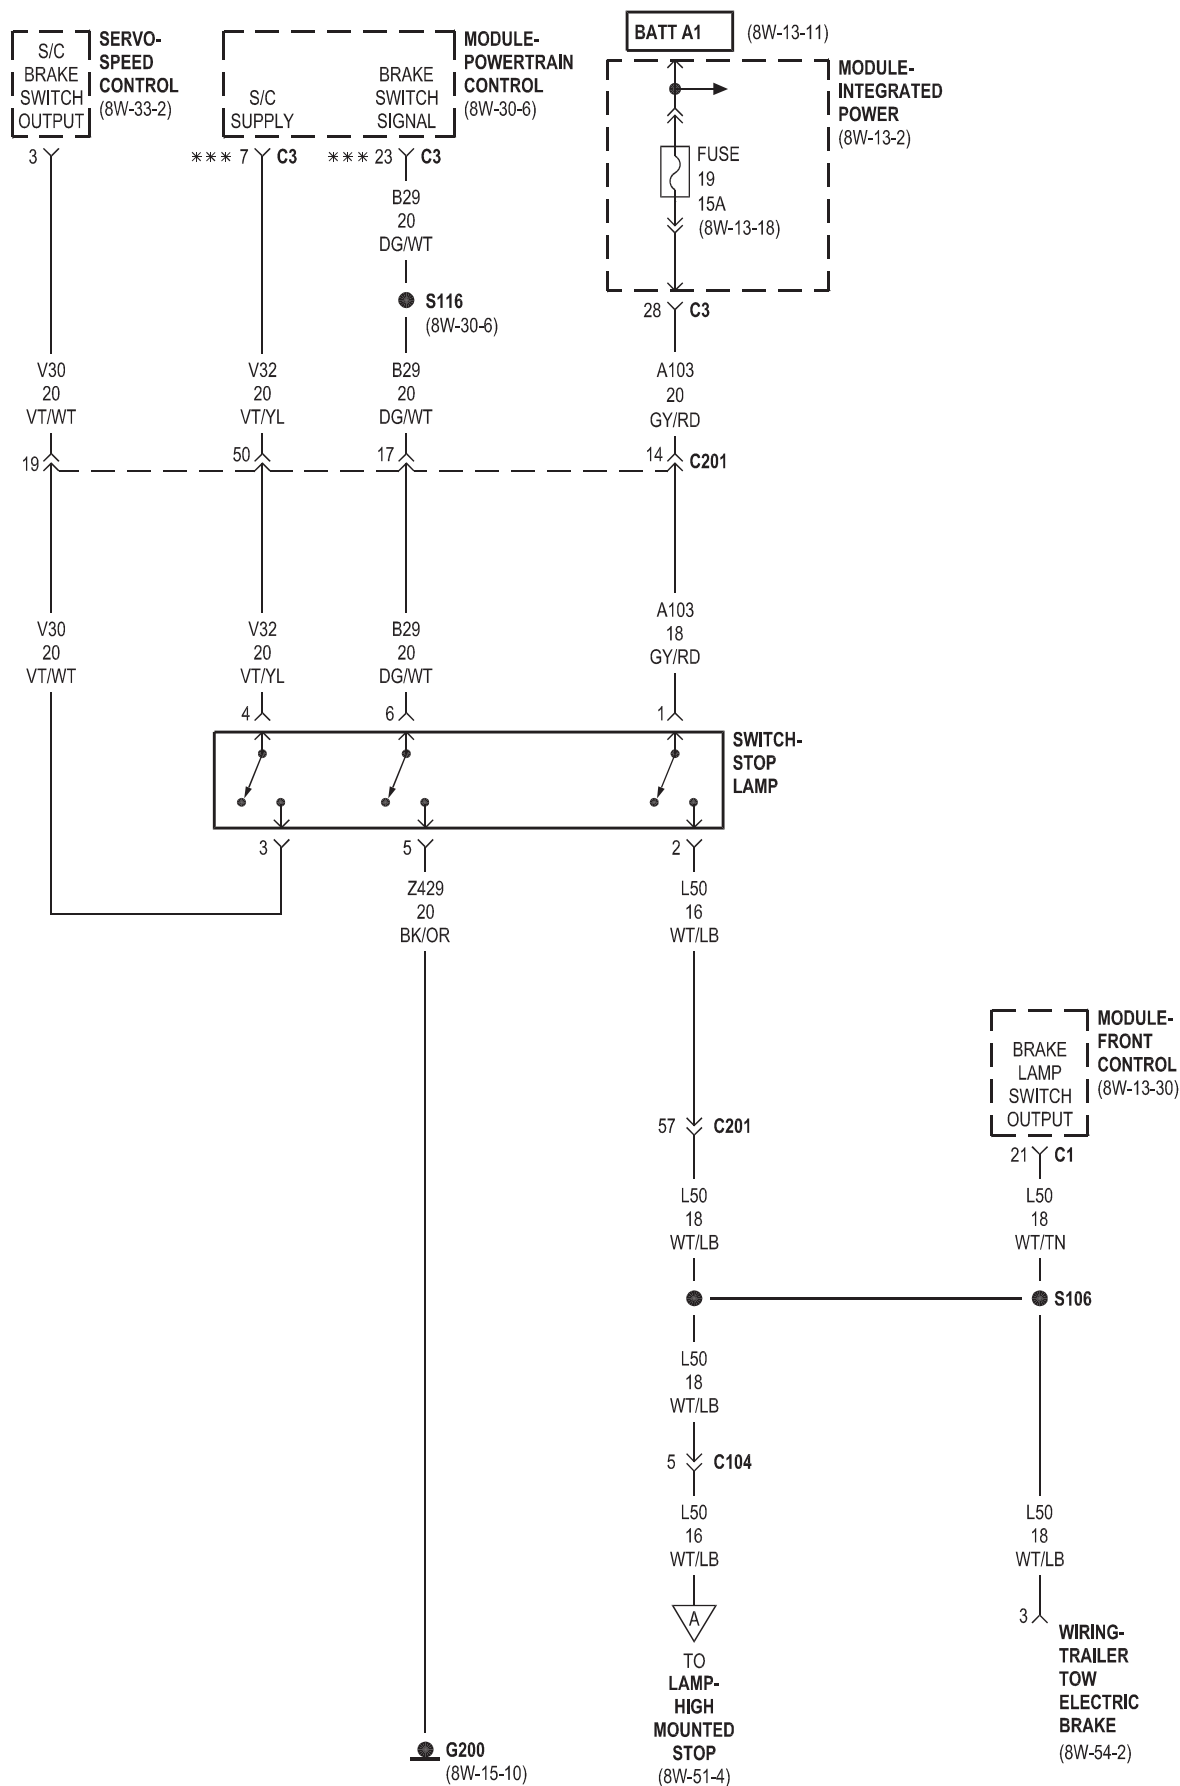 S/C
BRAKE
SWITCH
OUTPUT
SERVO-
SPEED
CONTROL
(8W-33-2)
S/C
SUPPLY
BRAKE
SWITCH
SIGNAL
MODULE-
POWERTRAIN
CONTROL
(8W-30-6)
BATT A1
(8W-13-11)
MODULE-
INTEGRATED
POWER
(8W-13-2)
FUSE
19
15A
(8W-13-18)
3
*** 7 C3
*** 23 C3
B29
20
DG/WT
S116
(8W-30-6)
28 C3
V30
20
VT/WT
V32
20
VT/YL
B29
20
DG/WT
A103
20
GY/RD
19
50
17
14
C201
V30
20
VT/WT
V32
20
VT/YL
B29
20
DG/WT
A103
18
GY/RD
4
6
1
SWITCH-
STOP
LAMP
3
5
2
Z429
20
BK/OR
L50
16
WT/LB
MODULE-
FRONT
CONTROL
(8W-13-30)
BRAKE
LAMP
SWITCH
OUTPUT
57 C201
21 C1
L50
18
WT/LB
L50
18
WT/TN
S106
L50
18
WT/LB
5 C104
L50
16
WT/LB
L50
18
WT/LB
A
TO
LAMP-
HIGH
MOUNTED
STOP
(8W-51-4)
3
WIRING-
TRAILER
TOW
ELECTRIC
BRAKE
(8W-54-2)
G200
(8W-15-10)